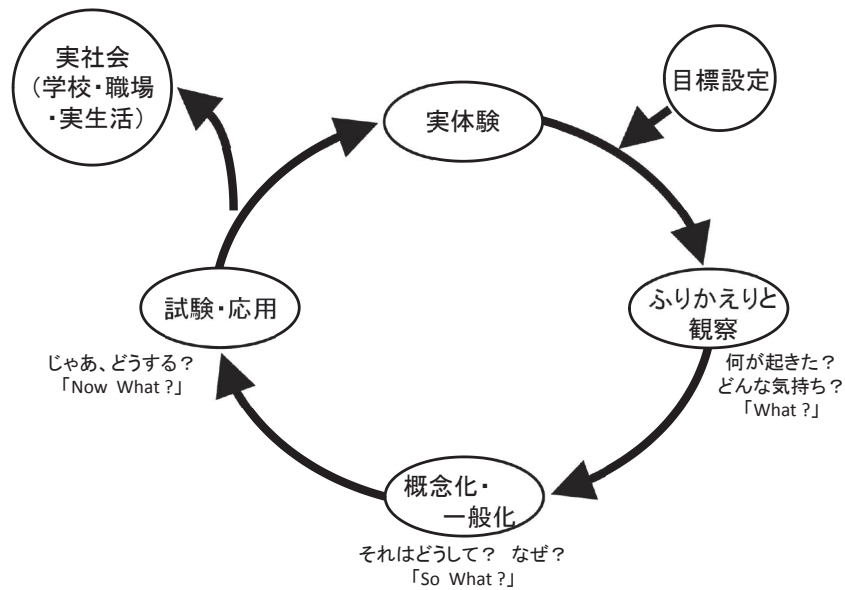 実社会
（学校・職場
・実生活）
実体験
目標設定
試験・応用
じゃあ、どうする？
「Now What？」
ふりかえりと
観察
何が起きた？
どんな気持ち？
「What？」
概念化・
一般化
それはどうして？ なぜ？
「So What？」